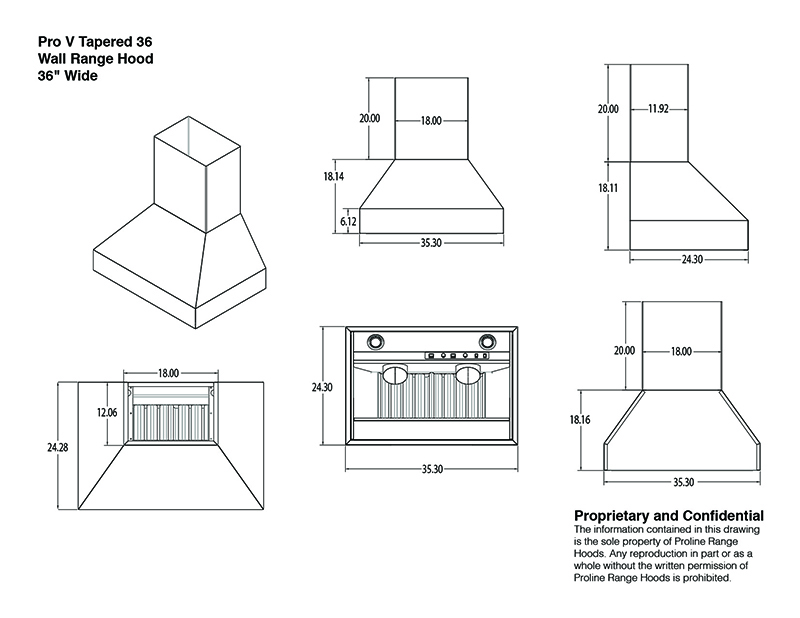 Pro V Tapered 36
Wall Range Hood
36" Wide
20.00
18.00
18.14
6.12
35.30
20.00
11.92
18.11
24.30
18.00
12.06
24.28
24.30
35.30
20.00
18.00
18.16
35.30
Proprietary and Confidential
The information contained in this drawing
is the sole property of Proline Range
Hoods. Any reproduction in part or as a
whole without the written permission of
Proline Range Hoods is prohibited.